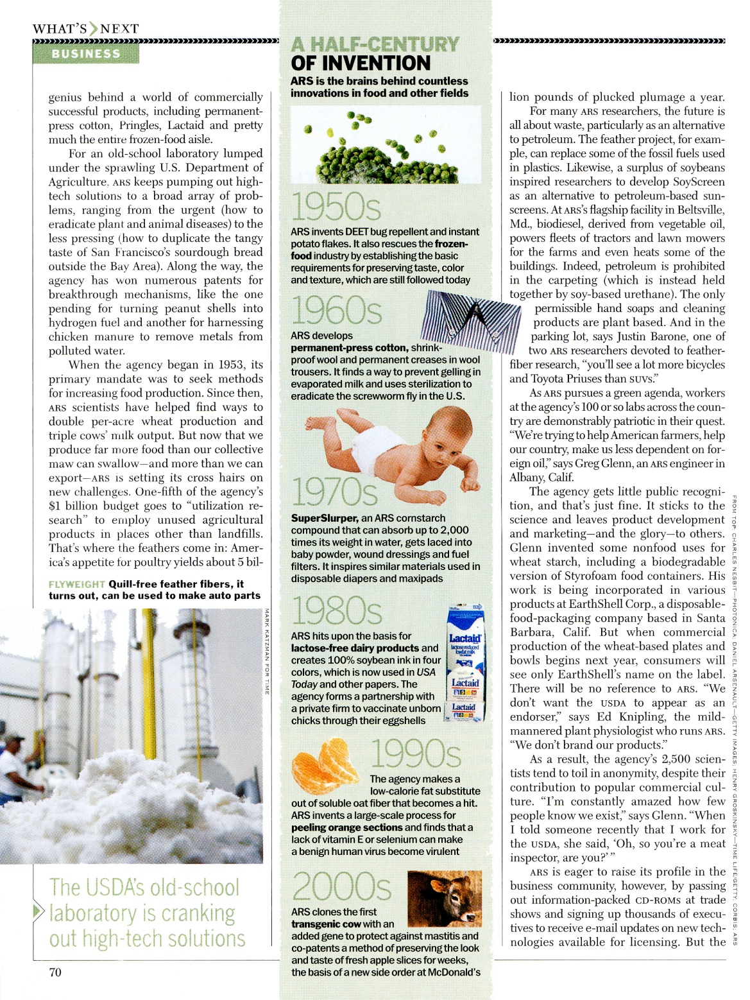 WHAT'S NEXT
BUSINESS
genius behind a world of commercially
successful products, including permanent-
press cotton, Pringles, Lactaid and pretty
much the entire frozen-food aisle.
For an old-school laboratory lumped
under the sprawling U.S. Department of
Agriculture, ARS keeps pumping out high-
tech solutions to a broad array of prob-
lems, ranging from the urgent (how to
eradicate plant and animal diseases) to the
less pressing (how to duplicate the tangy
taste of San Francisco's sourdough bread
outside the Bay Area). Along the way, the
agency has won numerous patents for
breakthrough mechanisms, like the one
pending for turning peanut shells into
hydrogen fuel and another for harnessing
chicken manure to remove metals from
polluted water.
When the agency began in 1953, its
primary mandate was to seek methods
for increasing food production. Since then,
ARS scientists have helped find ways to
double per-acre wheat production and
triple cows' milk output. But now that we
produce far more food than our collective
maw can swallow—and more than we can
export—ARS is setting its cross hairs on
new challenges. One-fifth of the agency's
$1 billion budget goes to "utilization re-
search" to employ unused agricultural
products in places other than landfills.
That's where the feathers come in: Amer-
ica's appetite for poultry yields about 5 bil-
FLYWEIGHT Quill-free feather fibers, it
turns out, can be used to make auto parts
MARK KATZMAN FOR TIME
The USDA's old-school
laboratory is cranking
out high-tech solutions
70
A HALF-CENTURY
OF INVENTION
ARS is the brains behind countless
innovations in food and other fields
1950s
ARS invents DEET bug repellent and instant
potato flakes. It also rescues the frozen-
food industry by establishing the basic
requirements for preserving taste, color
and texture, which are still followed today
1960s
ARS develops
permanent-press cotton, shrink-
proof wool and permanent creases in wool
trousers. It finds a way to prevent gelling in
evaporated milk and uses sterilization to
eradicate the screwworm fly in the U.S.
1970s
SuperSlurper, an ARS cornstarch
compound that can absorb up to 2,000
times its weight in water, gets laced into
baby powder, wound dressings and fuel
filters. It inspires similar materials used in
disposable diapers and maxipads
1980s
ARS hits upon the basis for
lactose-free dairy products and
creates 100% soybean ink in four
colors, which is now used in USA
Today and other papers. The
agency forms a partnership with
a private firm to vaccinate unborn
chicks through their eggshells
Lactaid
lactose reduced
lowfat milk
Lactaid
Lactaid
1990s
The agency makes a
low-calorie fat substitute
out of soluble oat fiber that becomes a hit.
ARS invents a large-scale process for
peeling orange sections and finds that a
lack of vitamin E or selenium can make
a benign human virus become virulent
2000s
ARS clones the first
transgenic cow with an
added gene to protect against mastitis and
co-patents a method of preserving the look
and taste of fresh apple slices for weeks,
the basis of a new side order at McDonald's
lion pounds of plucked plumage a year.
For many ARS researchers, the future is
all about waste, particularly as an alternative
to petroleum. The feather project, for exam-
ple, can replace some of the fossil fuels used
in plastics. Likewise, a surplus of soybeans
inspired researchers to develop SoyScreen
as an alternative to petroleum-based sun-
screens. At ARS's flagship facility in Beltsville,
Md., biodiesel, derived from vegetable oil,
powers fleets of tractors and lawn mowers
for the farms and even heats some of the
buildings. Indeed, petroleum is prohibited
in the carpeting (which is instead held
together by soy-based urethane). The only
permissible hand soaps and cleaning
products are plant based. And in the
parking lot, says Justin Barone, one of
two ARS researchers devoted to feather-
fiber research, "you'll see a lot more bicycles
and Toyota Priuses than SUVs."
As ARS pursues a green agenda, workers
at the agency's 100 or so labs across the coun-
try are demonstrably patriotic in their quest.
"We're trying to help American farmers, help
our country, make us less dependent on for-
eign oil," says Greg Glenn, an ARS engineer in
Albany, Calif.
The agency gets little public recogni-
tion, and that's just fine. It sticks to the
science and leaves product development
and marketing—and the glory—to others.
Glenn invented some nonfood uses for
wheat starch, including a biodegradable
version of Styrofoam food containers. His
work is being incorporated in various
products at EarthShell Corp., a disposable-
food-packaging company based in Santa
Barbara, Calif. But when commercial
production of the wheat-based plates and
bowls begins next year, consumers will
see only EarthShell's name on the label.
There will be no reference to ARS. "We
don't want the USDA to appear as an
endorser," says Ed Knipling, the mild-
mannered plant physiologist who runs ARS.
"We don't brand our products."
As a result, the agency's 2,500 scien-
tists tend to toil in anonymity, despite their
contribution to popular commercial cul-
ture. "I'm constantly amazed how few
people know we exist," says Glenn. "When
I told someone recently that I work for
the USDA, she said, 'Oh, so you're a meat
inspector, are you?' "
ARS is eager to raise its profile in the
business community, however, by passing
out information-packed CD-ROMs at trade
shows and signing up thousands of execu-
tives to receive e-mail updates on new tech-
nologies available for licensing. But the
FROM TOP: CHARLES NESBIT—PHOTONICA; DANIEL ARSENAULT—GETTY IMAGES; HENRY GROSKINSKY—TIME LIFE/GETTY; CORBIS; ARS